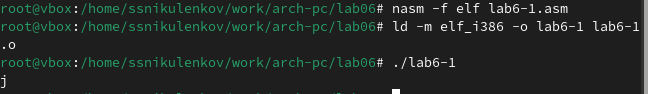 root@vbox:/home/ssnikulenkov/work/arch-pc/lab06# nasm -f elf lab6-1.asm
root@vbox:/home/ssnikulenkov/work/arch-pc/lab06# ld -m elf_i386 -o lab6-1 lab6-1
.o
root@vbox:/home/ssnikulenkov/work/arch-pc/lab06# ./lab6-1
j